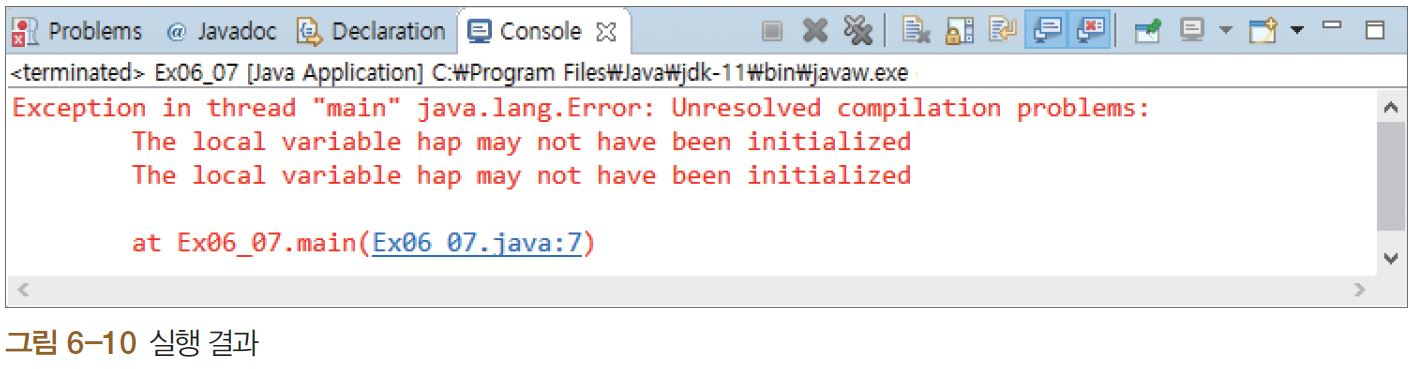 Problems @ Javadoc Declaration Console
<terminated> Ex06_07 [Java Application] C:₩Program Files₩Java₩jdk-11₩bin₩javaw.exe
Exception in thread "main" java.lang.Error: Unresolved compilation problems:
The local variable hap may not have been initialized
The local variable hap may not have been initialized
at Ex06_07.main(Ex06_07.java:7)
그림 6-10 실행 결과